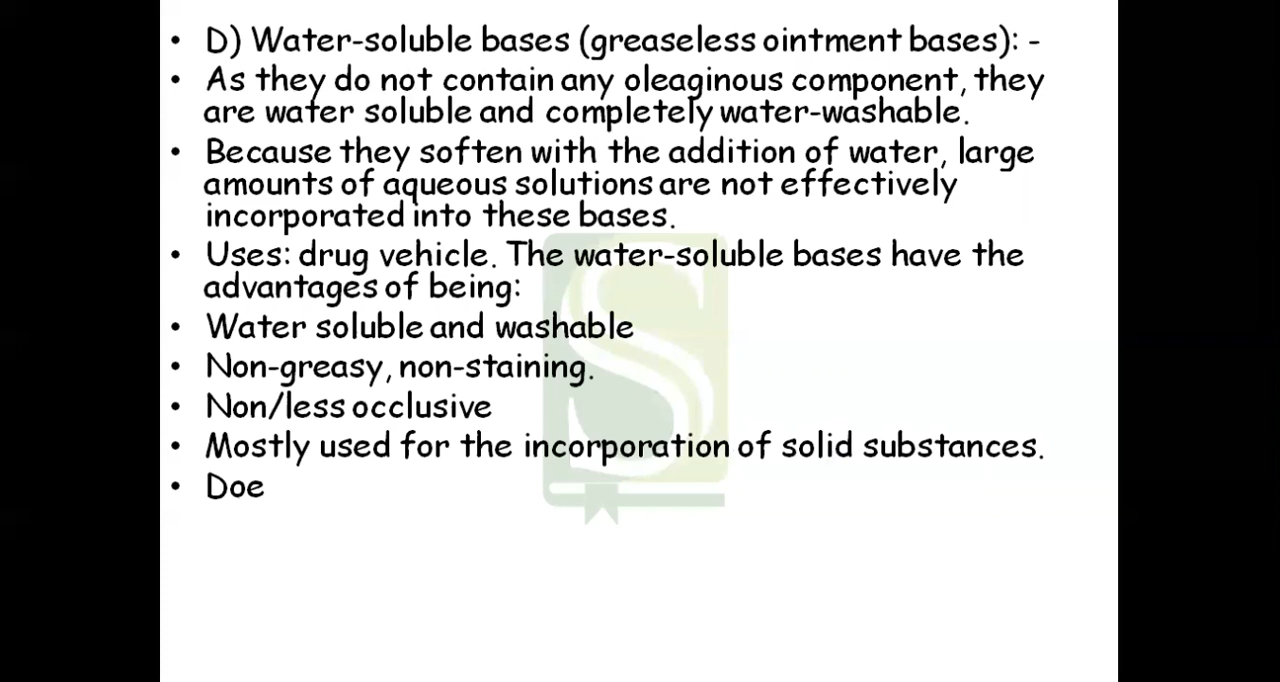 • D) Water-soluble bases (greaseless ointment bases): -
• As they do not contain any oleaginous component, they
are water soluble and completely water-washable.
• Because they soften with the addition of water, large
amounts of aqueous solutions are not effectively
incorporated into these bases.
• Uses: drug vehicle. The water-soluble bases have the
advantages of being:
• Water soluble and washable
• Non-greasy, non-staining.
• Non/less occlusive
• Mostly used for the incorporation of solid substances.
• Doe